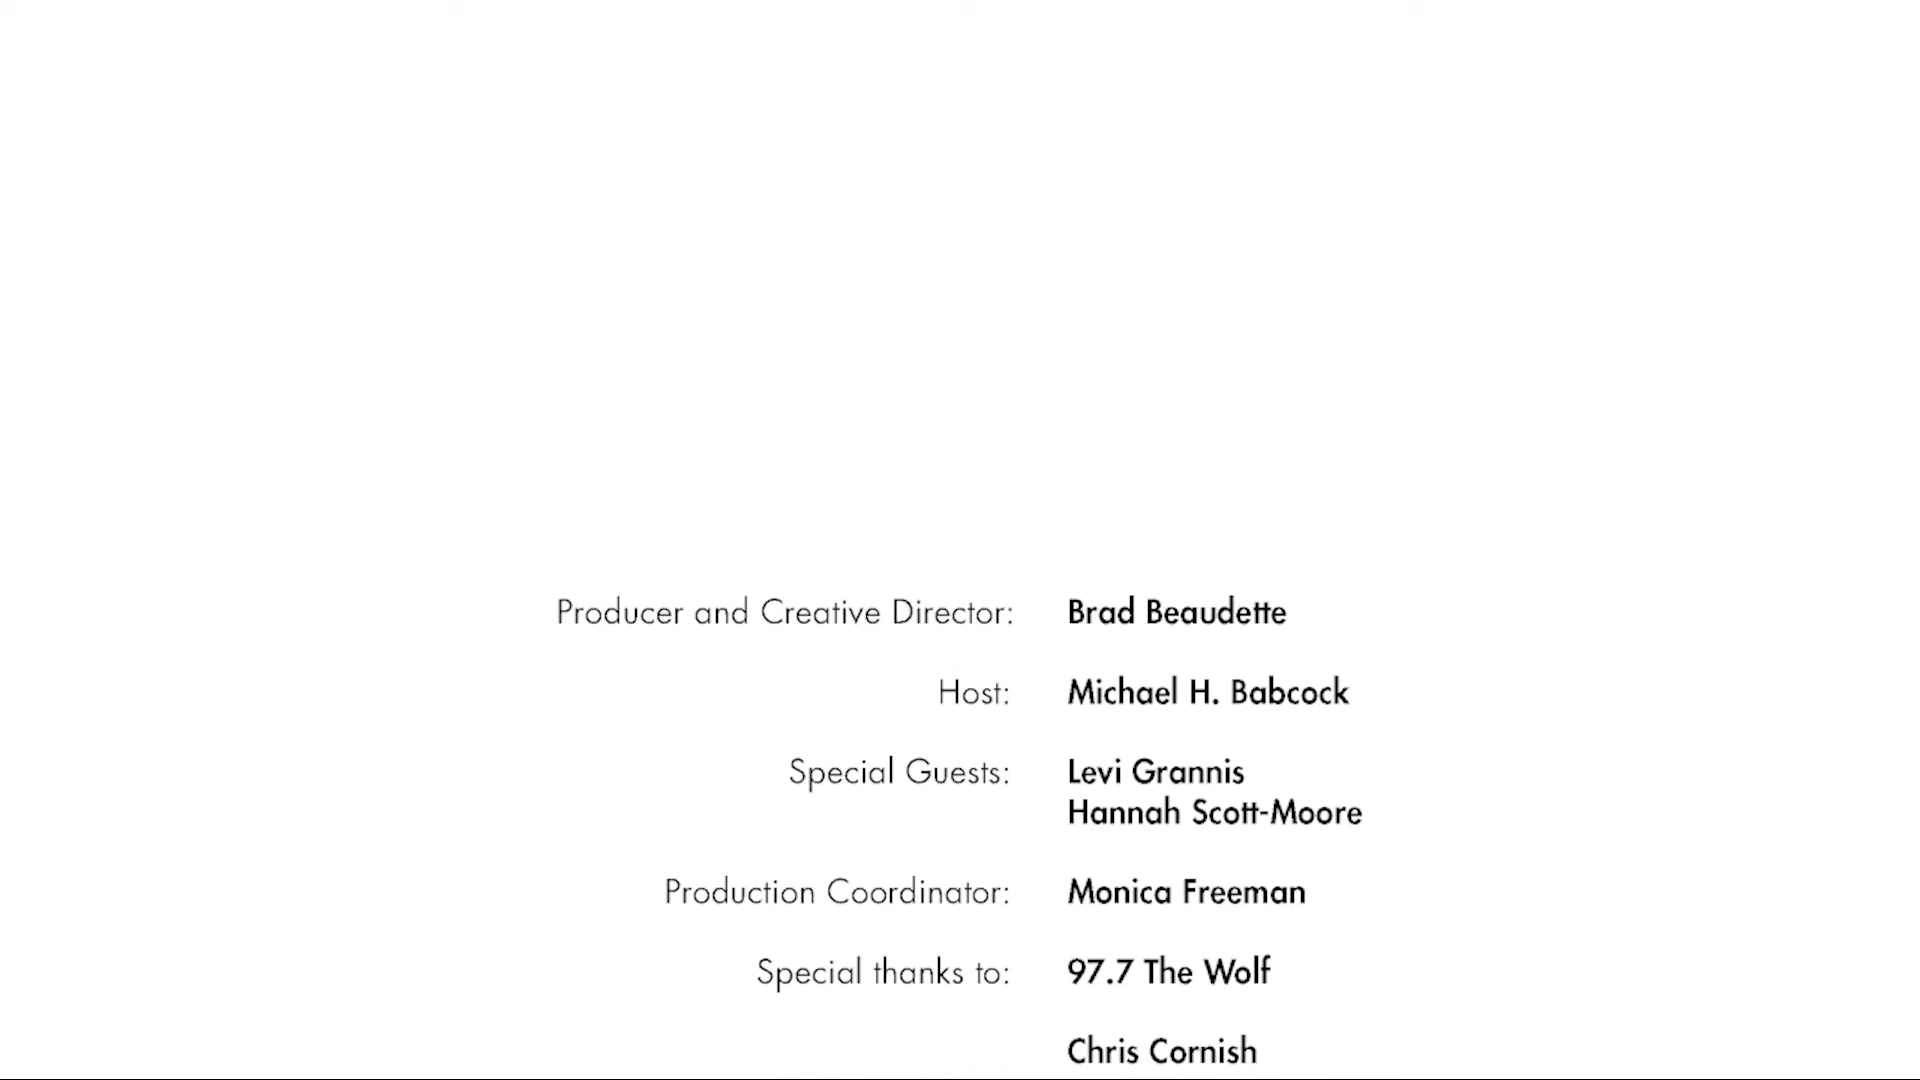 Producer and Creative Director: Brad Beaudette
Host: Michael H. Babcock
Special Guests: Levi Grannis
Hannah Scott-Moore
Production Coordinator: Monica Freeman
Special thanks to: 97.7 The Wolf
Chris Cornish